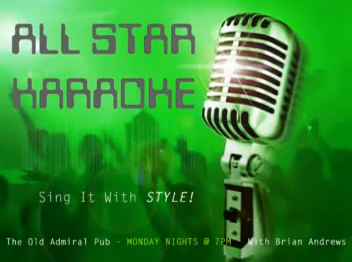 ALL STAR
KARAOKE
Sing It With STYLE!
The Old Admiral Pub - MONDAY NIGHTS @ 7PM - With Brian Andrews